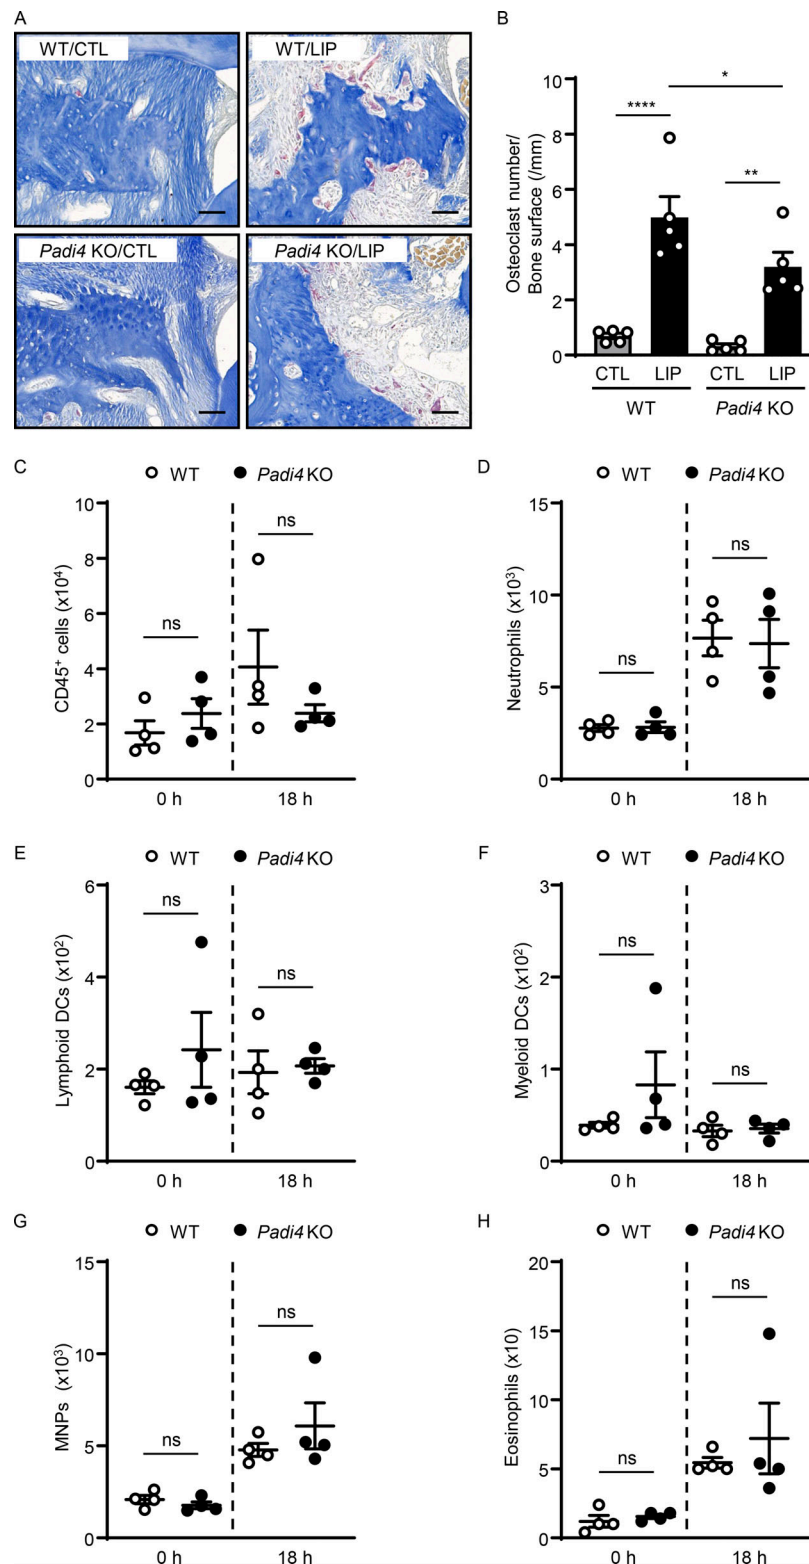 A
WT/CTL
WT/LIP
Padi4 KO/CTL
Padi4 KO/LIP
B
Osteoclast number/
Bone surface (/mm)
10
8
6
4
2
0
****
*
**
CTL LIP CTL LIP
WT Padi4 KO
C
WT Padi4 KO
CD45⁺ cells (x10⁴)
10
8
6
4
2
0
ns
ns
0 h 18 h
D
WT Padi4 KO
Neutrophils (x10³)
15
10
5
0
ns
ns
0 h 18 h
E
WT Padi4 KO
Lymphoid DCs (x10²)
6
4
2
0
ns
ns
0 h 18 h
F
WT Padi4 KO
Myeloid DCs (x10²)
3
2
1
0
ns
ns
0 h 18 h
G
WT Padi4 KO
MNPs (x10³)
15
10
5
0
ns
ns
0 h 18 h
H
WT Padi4 KO
Eosinophils (x10)
20
15
10
5
0
ns
ns
0 h 18 h